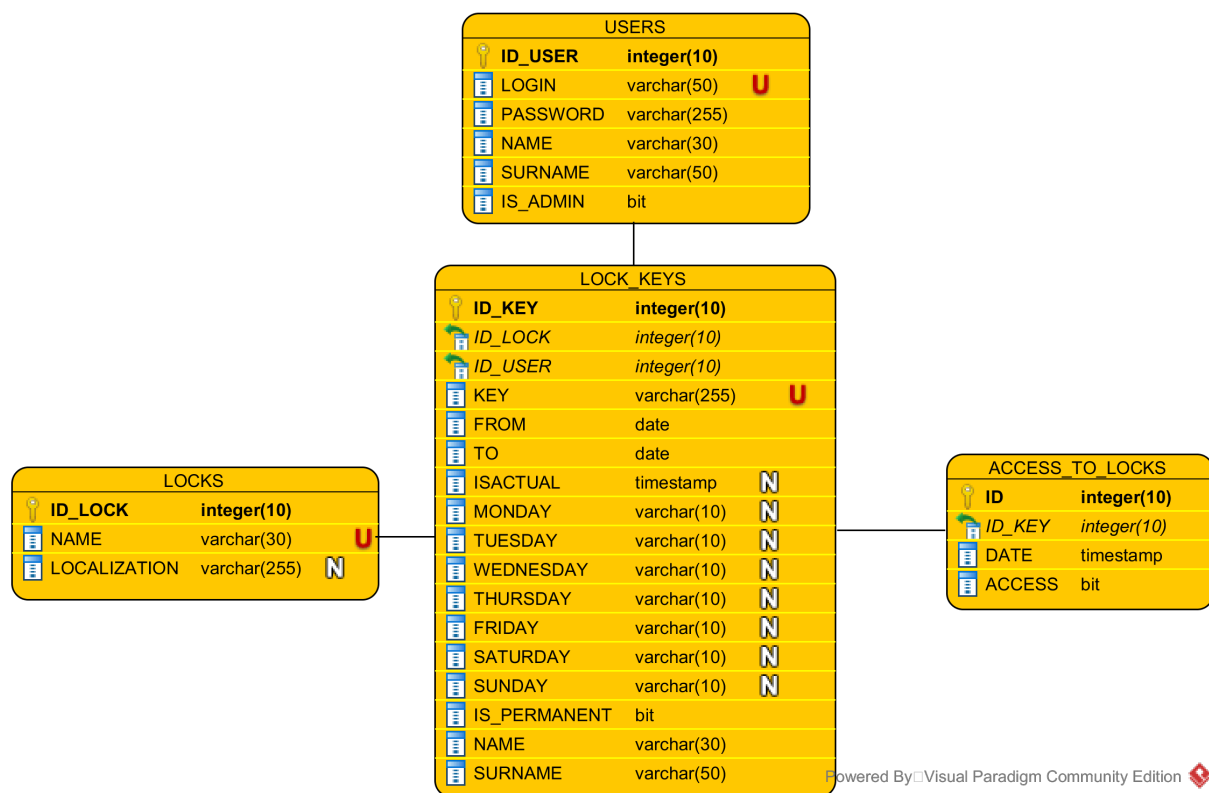 USERS
ID_USER integer(10)
LOGIN varchar(50) U
PASSWORD varchar(255)
NAME varchar(30)
SURNAME varchar(50)
IS_ADMIN bit
LOCK_KEYS
ID_KEY integer(10)
ID_LOCK integer(10)
ID_USER integer(10)
KEY varchar(255) U
FROM date
TO date
ISACTUAL timestamp N
MONDAY varchar(10) N
TUESDAY varchar(10) N
WEDNESDAY varchar(10) N
THURSDAY varchar(10) N
FRIDAY varchar(10) N
SATURDAY varchar(10) N
SUNDAY varchar(10) N
IS_PERMANENT bit
NAME varchar(30)
SURNAME varchar(50)
LOCKS
ID_LOCK integer(10)
NAME varchar(30) U
LOCALIZATION varchar(255) N
ACCESS_TO_LOCKS
ID integer(10)
ID_KEY integer(10)
DATE timestamp
ACCESS bit
Powered By□Visual Paradigm Community Edition